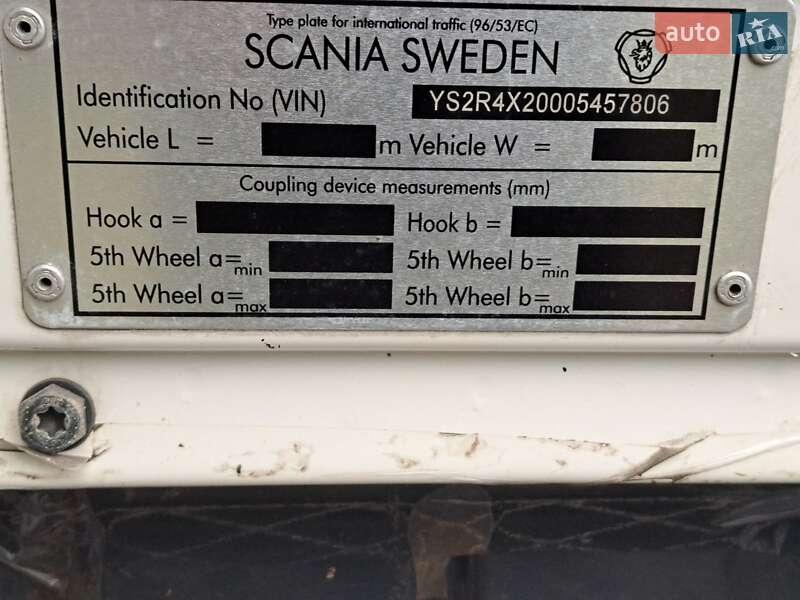 Type plate for international traffic (96/53/EC)
SCANIA SWEDEN
auto RIA
Identification No (VIN) YS2R4X20005457806
Vehicle L = m Vehicle W = m
Coupling device measurements (mm)
Hook a = Hook b =
5th Wheel a=min 5th Wheel b=min
5th Wheel a=max 5th Wheel b=max